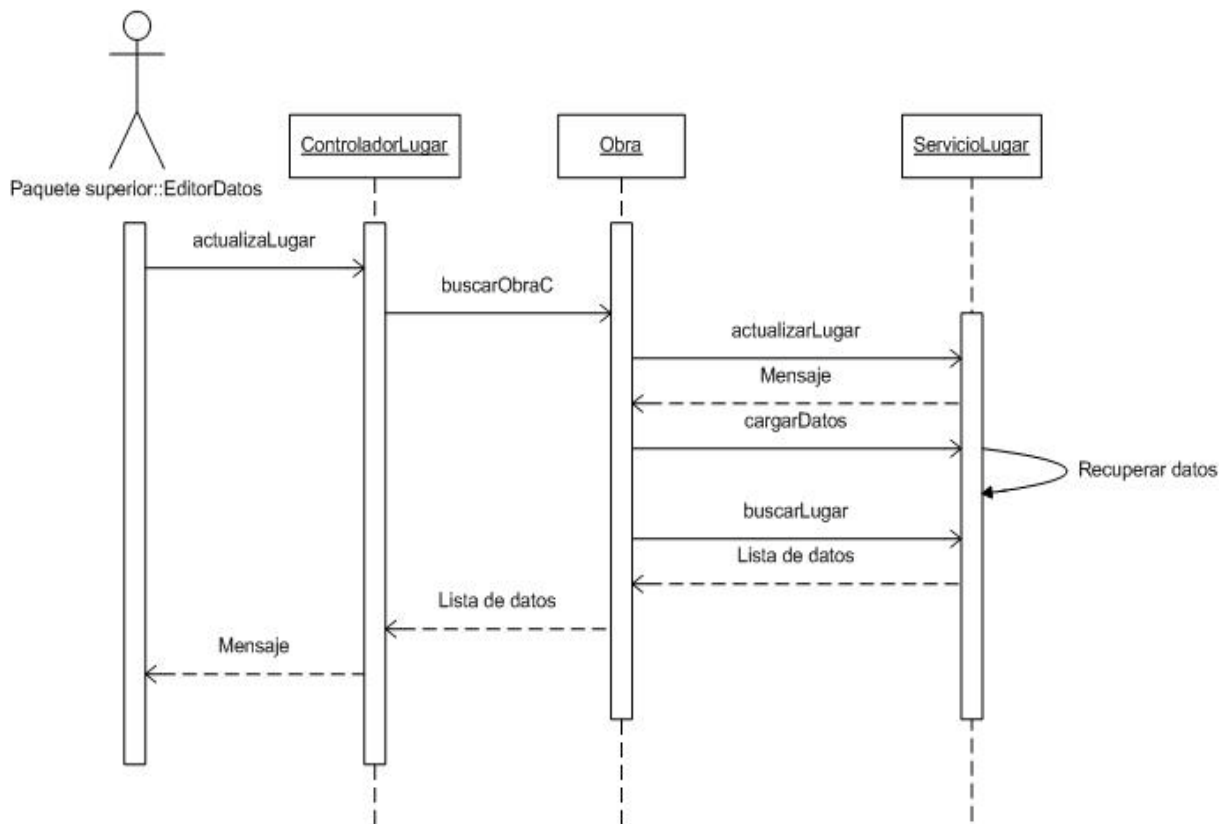 ControladorLugar
Obra
ServicioLugar
Paquete superior::EditorDatos
actualizaLugar
buscarObraC
actualizarLugar
Mensaje
cargarDatos
Recuperar datos
buscarLugar
Lista de datos
Lista de datos
Mensaje